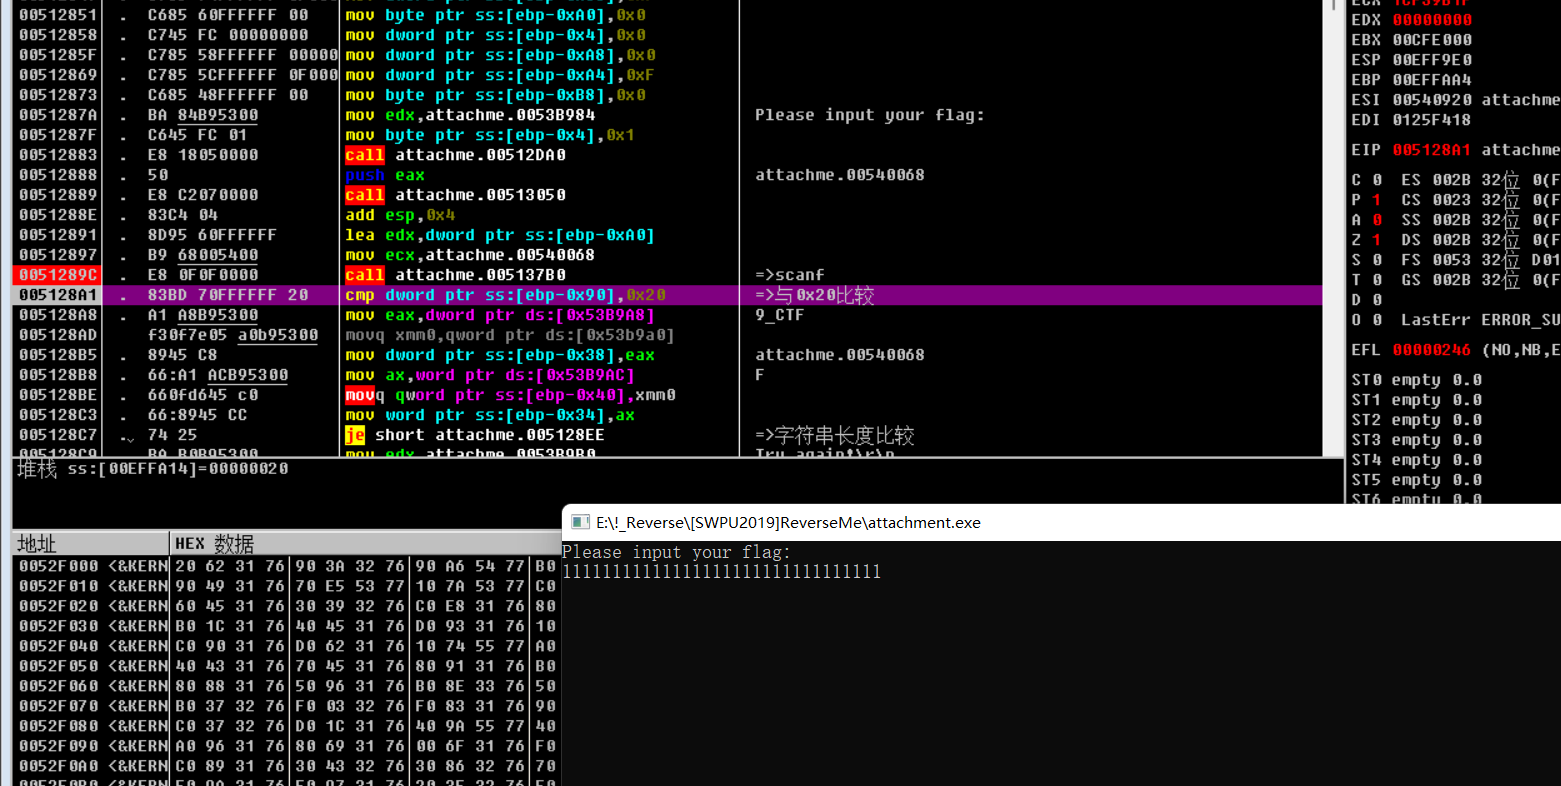 00512851 . C685 60FFFFFF 00 mov byte ptr ss:[ebp-0xA0],0x0
00512858 . C745 FC 00000000 mov dword ptr ss:[ebp-0x4],0x0
0051285F . C785 58FFFFFF 00000 mov dword ptr ss:[ebp-0xA8],0x0
00512869 . C785 5CFFFFFF 0F000 mov dword ptr ss:[ebp-0xA4],0xF
00512873 . C685 48FFFFFF 00 mov byte ptr ss:[ebp-0xB8],0x0
0051287A . BA 84B95300 mov edx,attachme.0053B984 Please input your flag:
0051287F . C645 FC 01 mov byte ptr ss:[ebp-0x4],0x1
00512883 . E8 18050000 call attachme.00512DA0
00512888 . 50 push eax attachme.00540068
00512889 . E8 C2070000 call attachme.00513050
0051288E . 83C4 04 add esp,0x4
00512891 . 8D95 60FFFFFF lea edx,dword ptr ss:[ebp-0xA0]
00512897 . B9 68005400 mov ecx,attachme.00540068
0051289C . E8 0F0F0000 call attachme.005137B0 =>scanf
005128A1 . 83BD 70FFFFFF 20 cmp dword ptr ss:[ebp-0x90],0x20 =>与0x20比较
005128A8 . A1 A8B95300 mov eax,dword ptr ds:[0x53B9A8] 9_CTF
005128AD . f30f7e05 a0b95300 movq xmm0,qword ptr ds:[0x53b9a0]
005128B5 . 8945 C8 mov dword ptr ss:[ebp-0x38],eax attachme.00540068
005128B8 . 66:A1 ACB95300 mov ax,word ptr ds:[0x53B9AC] F
005128BE . 660fd645 c0 movq qword ptr ss:[ebp-0x40],xmm0
005128C3 . 66:8945 CC mov word ptr ss:[ebp-0x34],ax
005128C7 . 74 25 je short attachme.005128EE =>字符串长度比较
005128C9 . BA B0B95300 mov edx,attachme.0053B9B0 Try again!\r\n
堆栈 ss:[00EFFA14]=00000020
EDX 00000000
EBX 00CFE000
ESP 00EFF9E0
EBP 00EFFAA4
ESI 00540920 attachme
EDI 0125F418
EIP 005128A1 attachme
C 0 ES 002B 32位 0(F
P 1 CS 0023 32位 0(F
A 0 SS 002B 32位 0(F
Z 1 DS 002B 32位 0(F
S 0 FS 0053 32位 D01
T 0 GS 002B 32位 0(F
D 0
O 0 LastErr ERROR_SU
EFL 00000246 (NO,NB,E
ST0 empty 0.0
ST1 empty 0.0
ST2 empty 0.0
ST3 empty 0.0
ST4 empty 0.0
ST5 empty 0.0
ST6 empty 0.0
地址 HEX 数据
0052F000 <&KERN 20 62 31 76 90 3A 32 76 90 A6 54 77 B0
0052F010 <&KERN 90 49 31 76 70 E5 53 77 10 7A 53 77 C0
0052F020 <&KERN 60 45 31 76 30 39 32 76 C0 E8 31 76 80
0052F030 <&KERN B0 1C 31 76 40 45 31 76 D0 93 31 76 10
0052F040 <&KERN C0 90 31 76 D0 62 31 76 10 74 55 77 A0
0052F050 <&KERN 40 43 31 76 70 45 31 76 80 91 31 76 B0
0052F060 <&KERN 80 88 31 76 50 96 31 76 B0 8E 33 76 50
0052F070 <&KERN B0 37 32 76 F0 03 32 76 F0 83 31 76 90
0052F080 <&KERN C0 37 32 76 D0 1C 31 76 40 9A 55 77 40
0052F090 <&KERN A0 96 31 76 80 69 31 76 00 6F 31 76 F0
0052F0A0 <&KERN C0 89 31 76 30 43 32 76 30 86 32 76 70
E:\!_Reverse\[SWPU2019]ReverseMe\attachment.exe
Please input your flag:
11111111111111111111111111111111